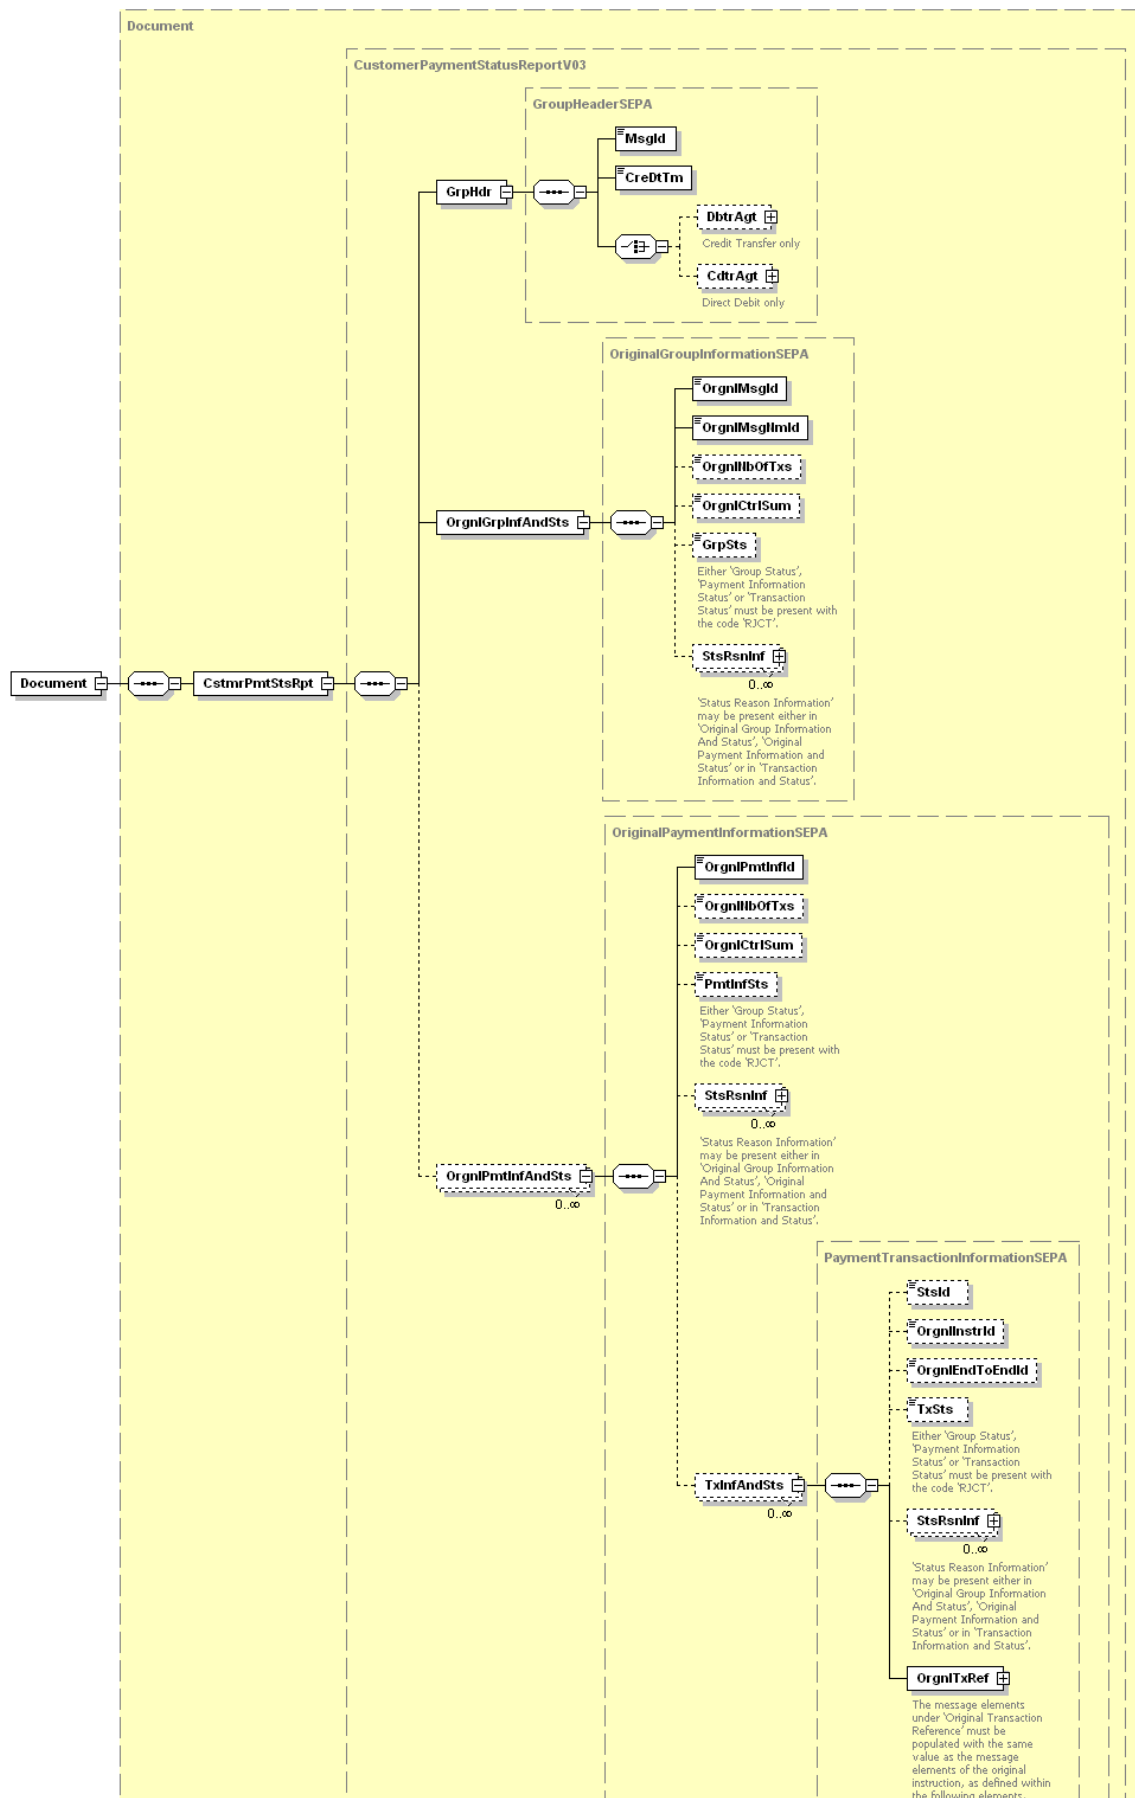 Document
CustomerPaymentStatusReportV03
GroupHeaderSEPA
MsgId
CreDtTm
GrpHdr
DbtrAgt
Credit Transfer only
CdtrAgt
Direct Debit only
OriginalGroupInformationSEPA
OrgnlMsgId
OrgnlMsgNmId
OrgnlNbOfTxs
OrgnlCtrlSum
OrgnlGrpInfAndSts
GrpSts
Either 'Group Status',
'Payment Information
Status' or 'Transaction
Status' must be present with
the code 'RJCT'.
StsRsnInf
0..∞
Document
CstmrPmtStsRpt
'Status Reason Information'
may be present either in
'Original Group Information
And Status', 'Original
Payment Information and
Status' or in 'Transaction
Information and Status'.
OriginalPaymentInformationSEPA
OrgnlPmtInfId
OrgnlNbOfTxs
OrgnlCtrlSum
PmtInfSts
Either 'Group Status',
'Payment Information
Status' or 'Transaction
Status' must be present with
the code 'RJCT'.
StsRsnInf
0..∞
'Status Reason Information'
may be present either in
'Original Group Information
And Status', 'Original
Payment Information and
Status' or in 'Transaction
Information and Status'.
OrgnlPmtInfAndSts
0..∞
PaymentTransactionInformationSEPA
StsId
OrgnlInstrId
OrgnlEndToEndId
TxSts
Either 'Group Status',
'Payment Information
Status' or 'Transaction
Status' must be present with
the code 'RJCT'.
TxInfAndSts
0..∞
StsRsnInf
0..∞
'Status Reason Information'
may be present either in
'Original Group Information
And Status', 'Original
Payment Information and
Status' or in 'Transaction
Information and Status'.
OrgnlTxRef
The message elements
under 'Original Transaction
Reference' must be
populated with the same
value as the message
elements of the original
instruction, as defined within
the following elements.